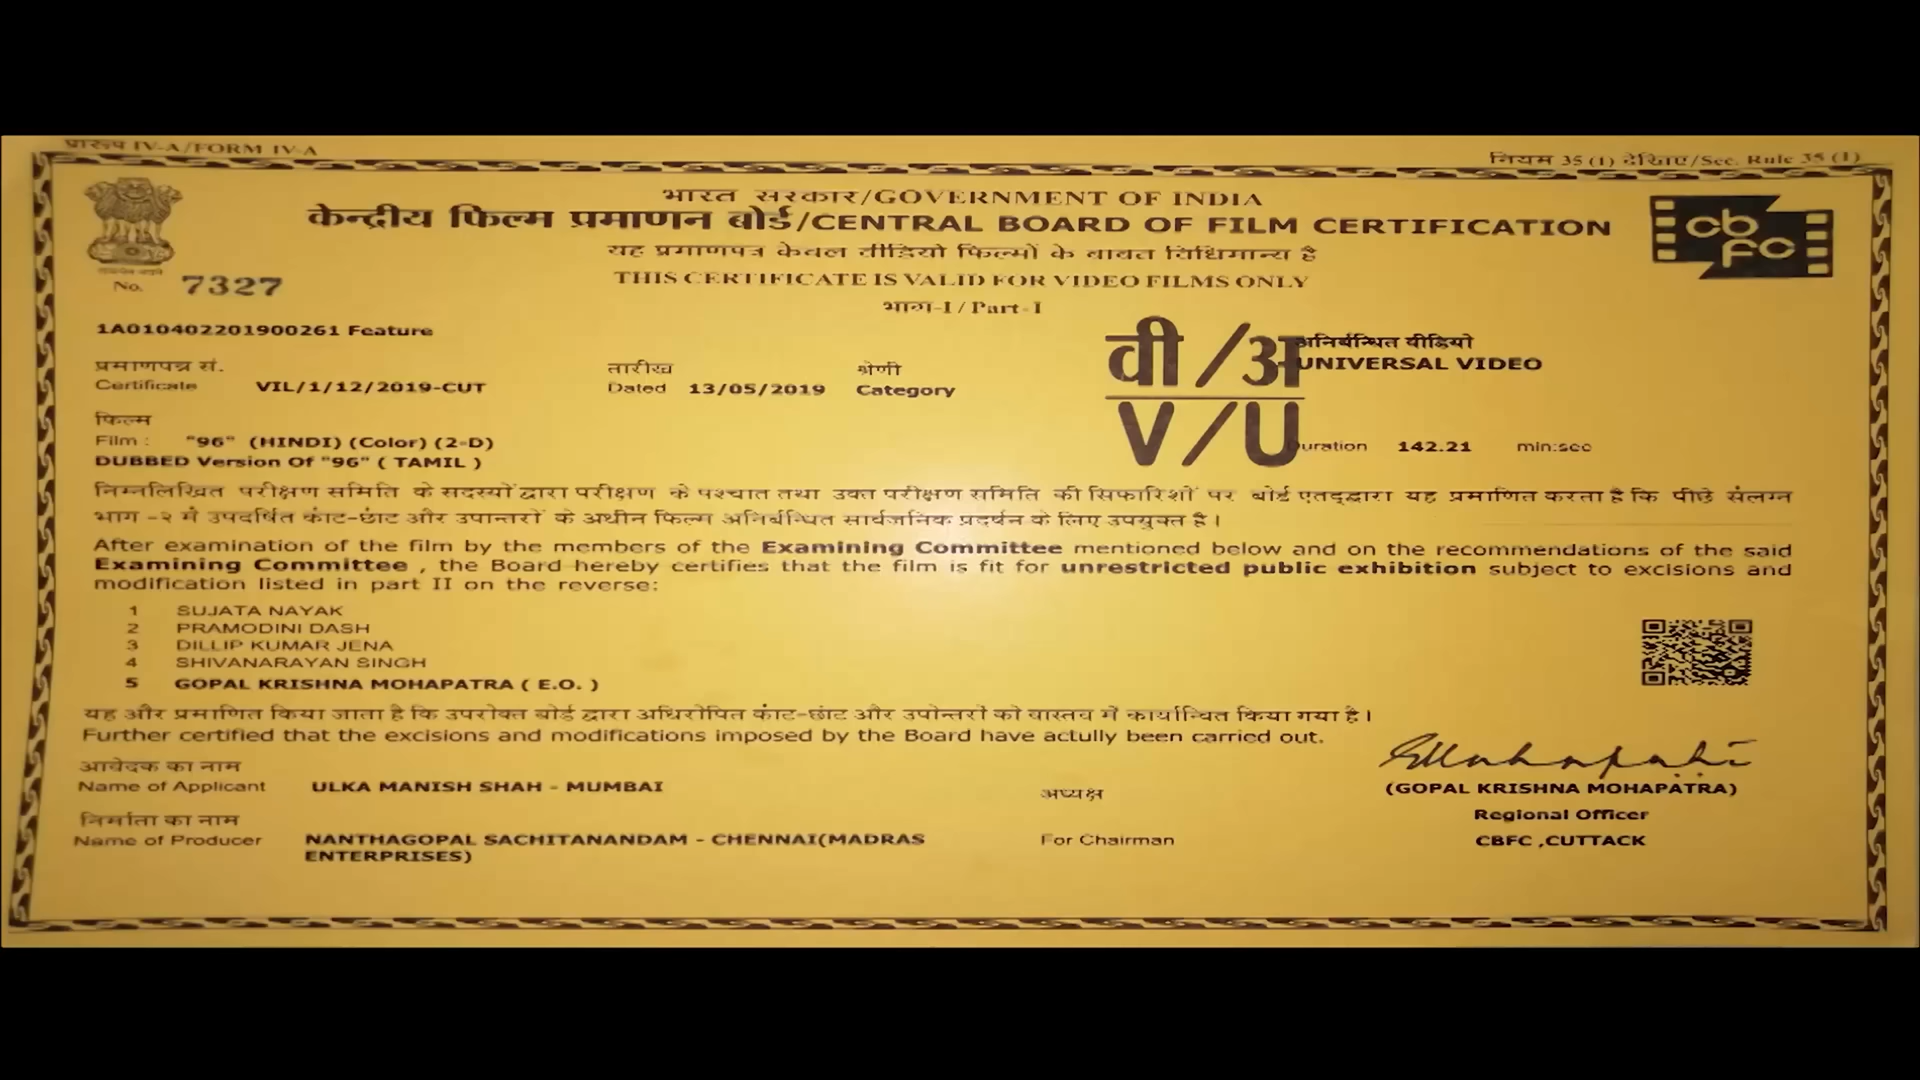 प्रारूप IV-A/FORM IV-A
नियम 35 (1) देखिए/Sec. Rule 35 (1)
भारत सरकार/GOVERNMENT OF INDIA
केन्द्रीय फिल्म प्रमाणन बोर्ड/CENTRAL BOARD OF FILM CERTIFICATION
cbfc
यह प्रमाणपत्र केवल वीडियो फिल्मों के बावत विधिमान्य है
No. 7327
THIS CERTIFICATE IS VALID FOR VIDEO FILMS ONLY
भाग-I / Part-I
1A010402201900261 Feature
वी/अ अनिर्बन्धित वीडियो
UNIVERSAL VIDEO
प्रमाणपत्र सं. तारीख श्रेणी
Certificate VIL/1/12/2019-CUT Dated 13/05/2019 Category
V/U
फिल्म
Film : "96" (HINDI) (Color) (2-D) Duration 142.21 min:sec
DUBBED Version Of "96" ( TAMIL )
निम्नलिखित परीक्षण समिति के सदस्यों द्वारा परीक्षण के पश्चात तथा उक्त परीक्षण समिति की सिफारिशों पर बोर्ड एतद्द्वारा यह प्रमाणित करता है कि पीछे संलग्न
भाग -२ में उपदर्षित कांट-छांट और उपान्तरों के अधीन फिल्म अनिर्बन्धित सार्वजनिक प्रदर्षन के लिए उपयुक्त है।
After examination of the film by the members of the Examining Committee mentioned below and on the recommendations of the said
Examining Committee , the Board hereby certifies that the film is fit for unrestricted public exhibition subject to excisions and
modification listed in part II on the reverse:
1 SUJATA NAYAK
2 PRAMODINI DASH
3 DILLIP KUMAR JENA
4 SHIVANARAYAN SINGH
5 GOPAL KRISHNA MOHAPATRA ( E.O. )
यह और प्रमाणित किया जाता है कि उपरोक्त बोर्ड द्वारा अधिरोपित कांट-छांट और उपोन्तरों को वास्तव में कार्यान्वित किया गया है।
Further certified that the excisions and modifications imposed by the Board have actully been carried out.
आवेदक का नाम
Name of Applicant ULKA MANISH SHAH - MUMBAI
अध्यक्ष
(GOPAL KRISHNA MOHAPATRA)
Regional Officer
निर्माता का नाम
Name of Producer NANTHAGOPAL SACHITANANDAM - CHENNAI(MADRAS
ENTERPRISES)
For Chairman
CBFC ,CUTTACK